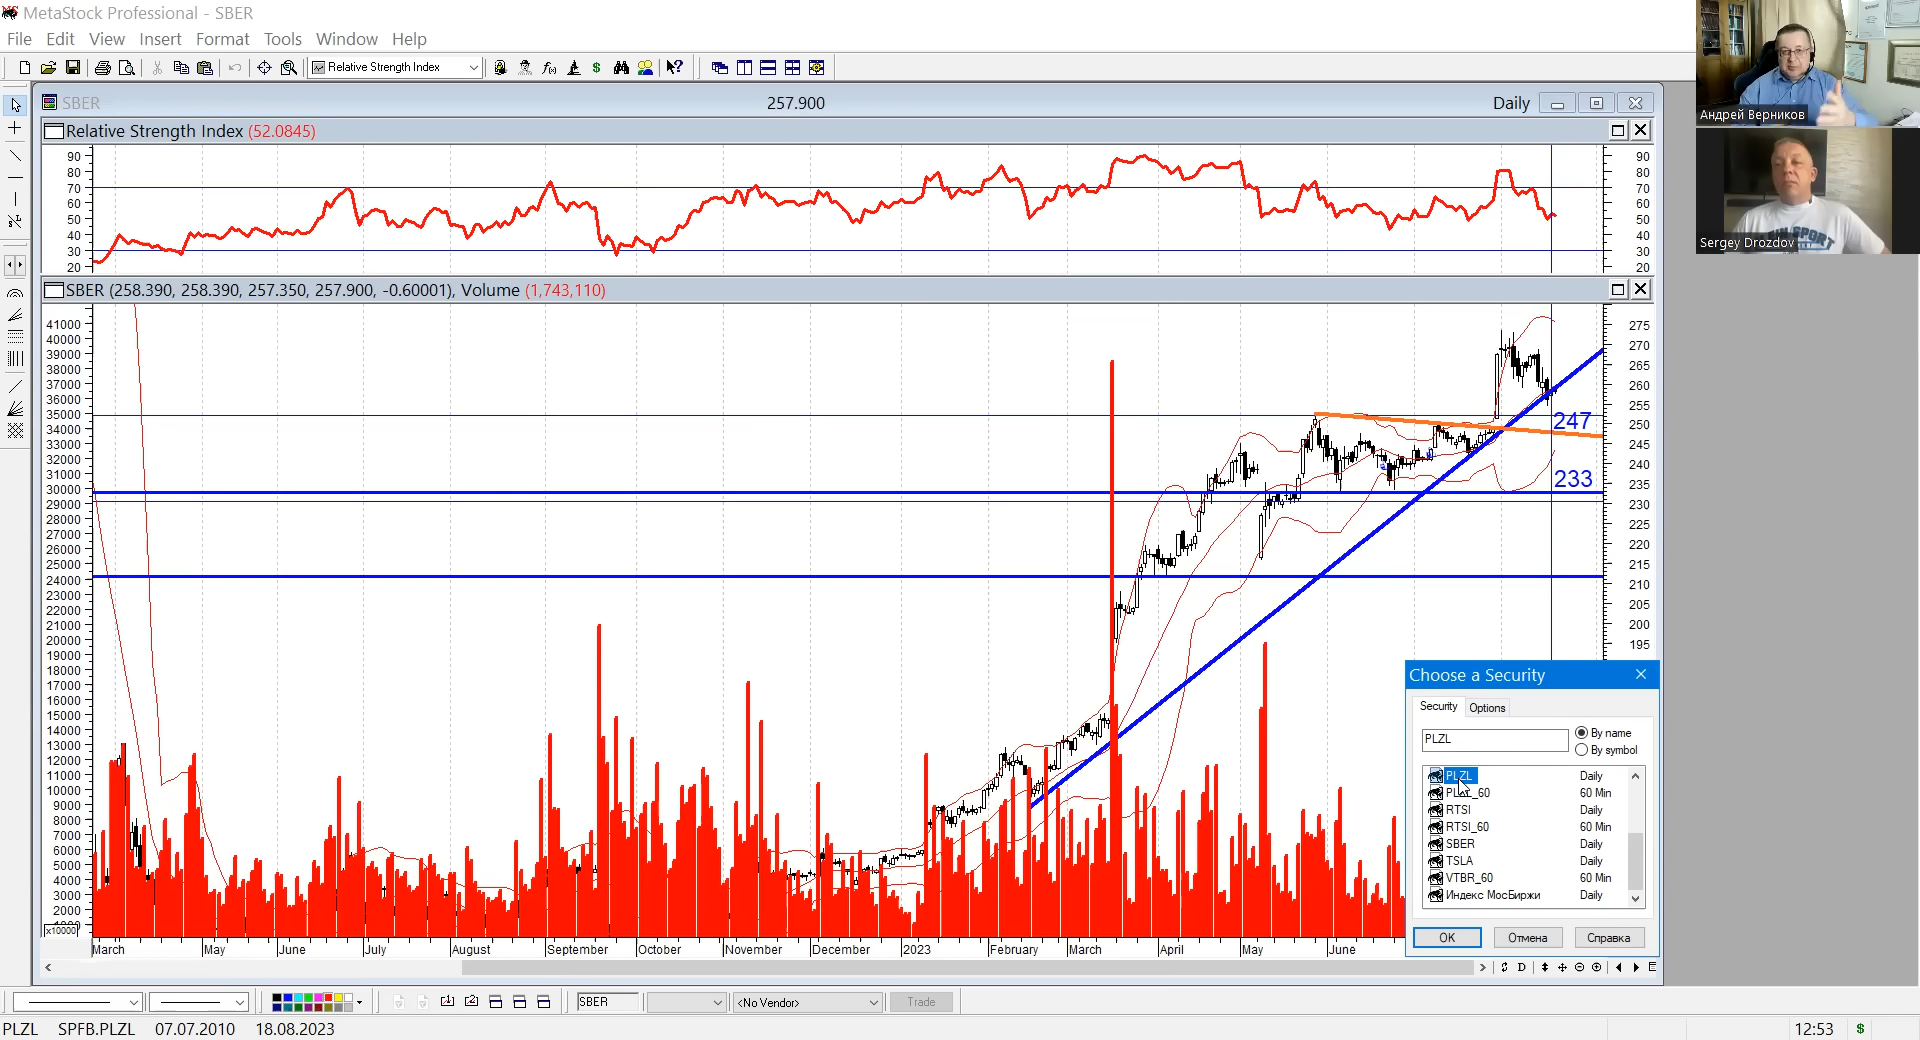 MetaStock Professional - SBER
File Edit View Insert Format Tools Window Help
Relative Strength Index
SBER 257.900 Daily
Relative Strength Index (52.0845)
90 90
80 80
70 70
60 60
50 50
40 40
30 30
20 20
SBER (258.390, 258.390, 257.350, 257.900, -0.60001), Volume (1,743,110)
41000
40000
39000
38000
37000
36000
35000
34000
33000
32000
31000
30000
29000
28000
27000
26000
25000
24000
23000
22000
21000
20000
19000
18000
17000
16000
15000
14000
13000
12000
11000
10000
9000
8000
7000
6000
5000
4000
3000
2000
x10000
275
270
265
260
255
250
245
240
235
230
225
220
215
210
205
200
195
247
233
March May June July August September October November December 2023 February March April May June
Choose a Security
Security Options
PLZL
By name
By symbol
PLZL Daily
PLZL_60 60 Min
RTSI Daily
RTSI_60 60 Min
SBER Daily
TSLA Daily
VTBR_60 60 Min
Индекс МосБиржи Daily
OK Отмена Справка
D
SBER <No Vendor> Trade
PLZL SPFB.PLZL 07.07.2010 18.08.2023 12:53 $
Андрей Верников
Sergey Drozdov